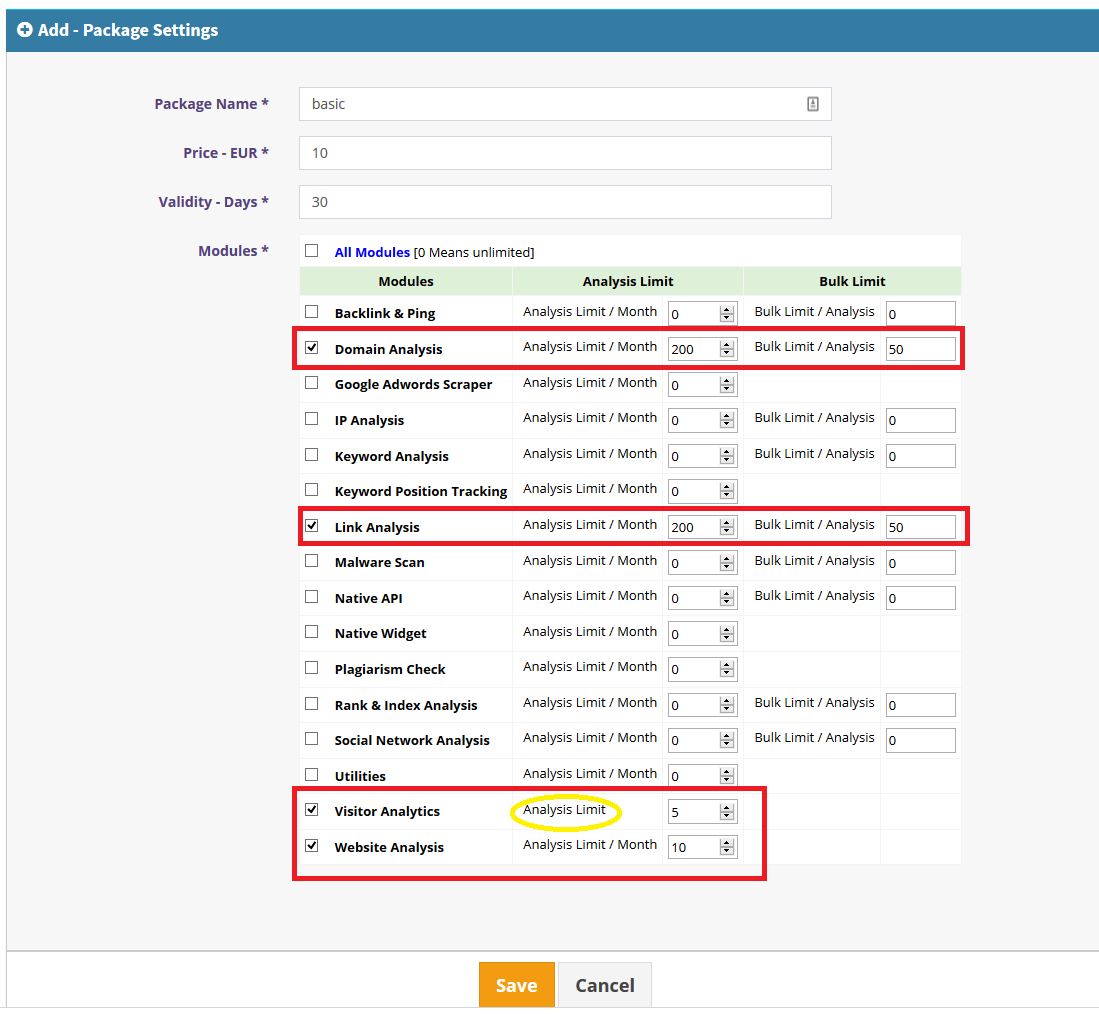 Add - Package Settings
Package Name * basic
Price - EUR * 10
Validity - Days * 30
Modules * All Modules [0 Means unlimited]
Modules Analysis Limit Bulk Limit
Backlink & Ping Analysis Limit / Month 0 Bulk Limit / Analysis 0
Domain Analysis Analysis Limit / Month 200 Bulk Limit / Analysis 50
Google Adwords Scraper Analysis Limit / Month 0
IP Analysis Analysis Limit / Month 0 Bulk Limit / Analysis 0
Keyword Analysis Analysis Limit / Month 0 Bulk Limit / Analysis 0
Keyword Position Tracking Analysis Limit / Month 0
Link Analysis Analysis Limit / Month 200 Bulk Limit / Analysis 50
Malware Scan Analysis Limit / Month 0 Bulk Limit / Analysis 0
Native API Analysis Limit / Month 0 Bulk Limit / Analysis 0
Native Widget Analysis Limit / Month 0
Plagiarism Check Analysis Limit / Month 0
Rank & Index Analysis Analysis Limit / Month 0 Bulk Limit / Analysis 0
Social Network Analysis Analysis Limit / Month 0 Bulk Limit / Analysis 0
Utilities Analysis Limit / Month 0
Visitor Analytics Analysis Limit 5
Website Analysis Analysis Limit / Month 10
Save Cancel